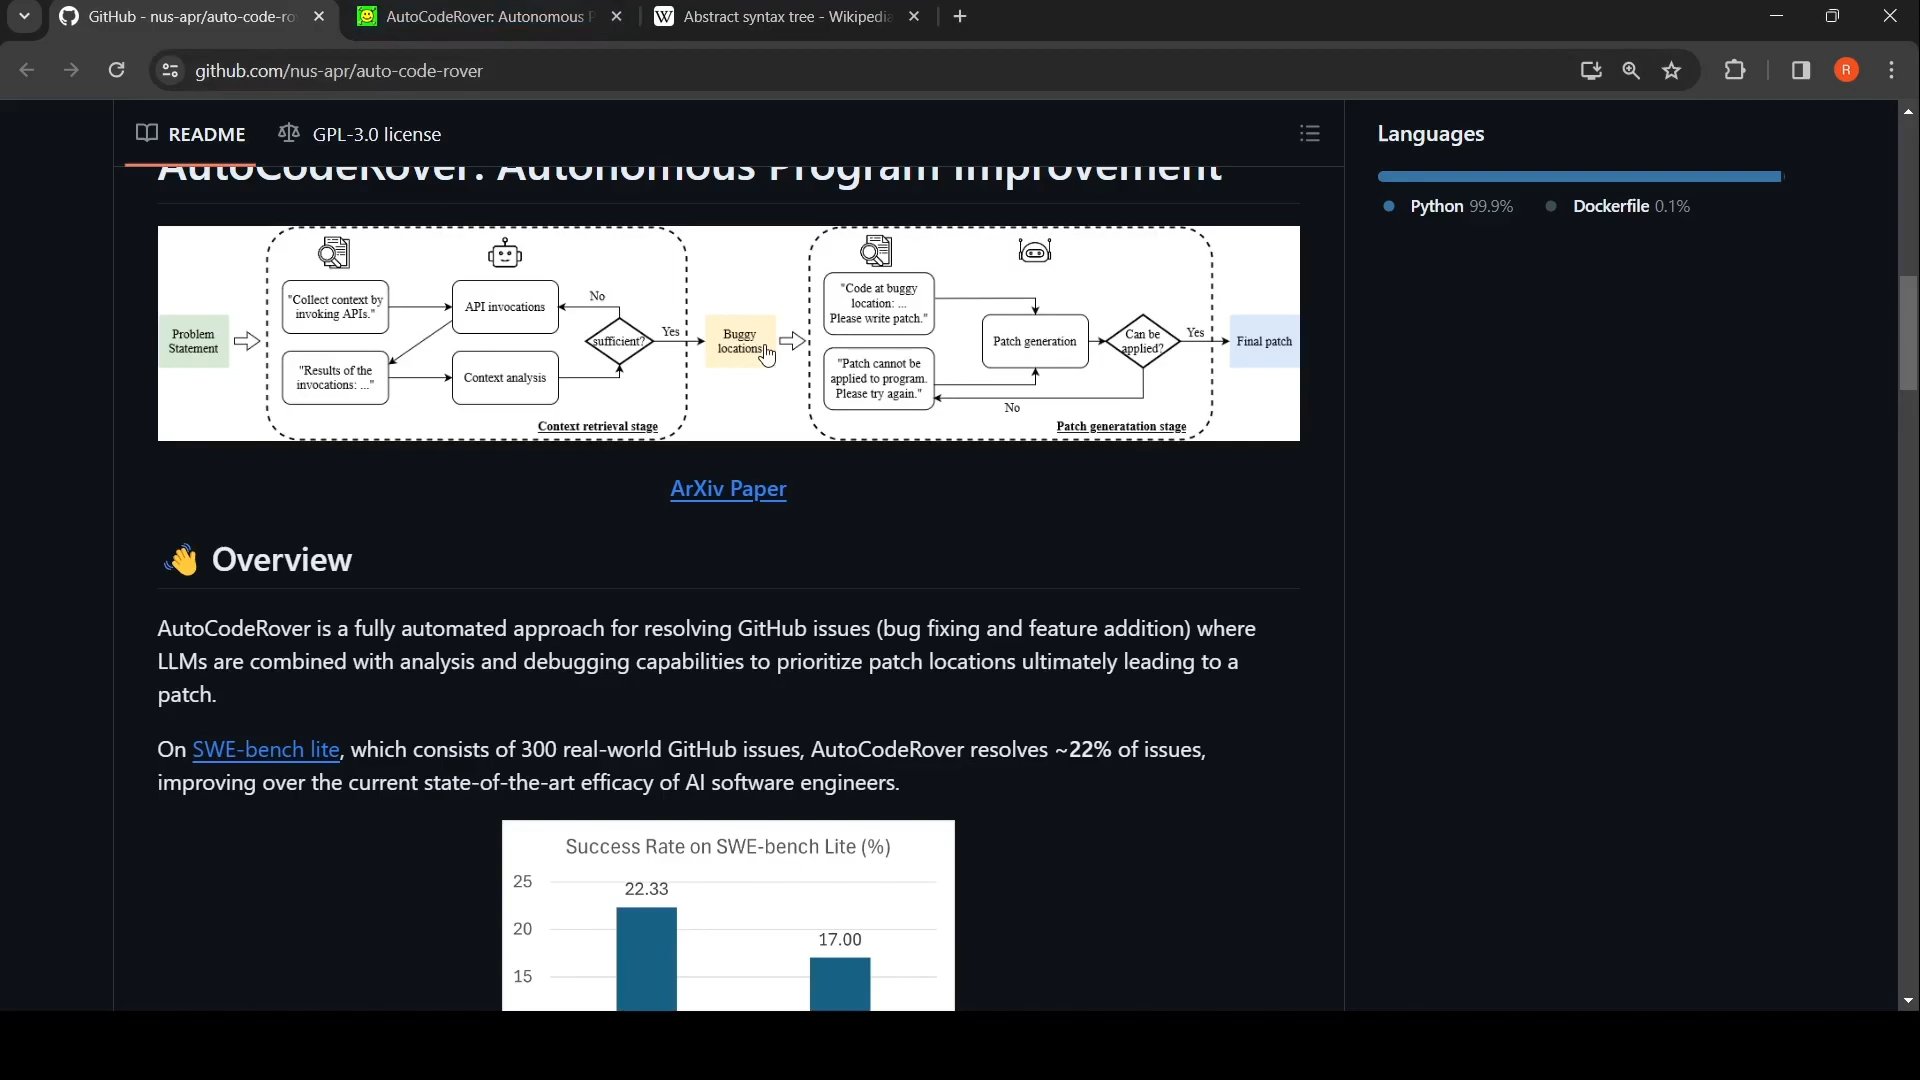 GitHub - nus-apr/auto-code-ro
AutoCodeRover: Autonomous P
Abstract syntax tree - Wikipedia
github.com/nus-apr/auto-code-rover
R
README
GPL-3.0 license
AutoCodeRover: Autonomous Program Improvement
Problem
Statement
"Collect context by
invoking APIs."
API invocations
"Results of the
invocations: ..."
Context analysis
No
sufficient?
Yes
Context retrieval stage
Buggy
locations
"Code at buggy
location: ...
Please write patch."
"Patch cannot be
applied to program.
Please try again."
Patch generation
Can be
applied?
Yes
No
Patch generatation stage
Final patch
ArXiv Paper
👋 Overview
AutoCodeRover is a fully automated approach for resolving GitHub issues (bug fixing and feature addition) where
LLMs are combined with analysis and debugging capabilities to prioritize patch locations ultimately leading to a
patch.
On SWE-bench lite, which consists of 300 real-world GitHub issues, AutoCodeRover resolves ~22% of issues,
improving over the current state-of-the-art efficacy of AI software engineers.
Success Rate on SWE-bench Lite (%)
25
22.33
20
17.00
15
Languages
Python 99.9%
Dockerfile 0.1%